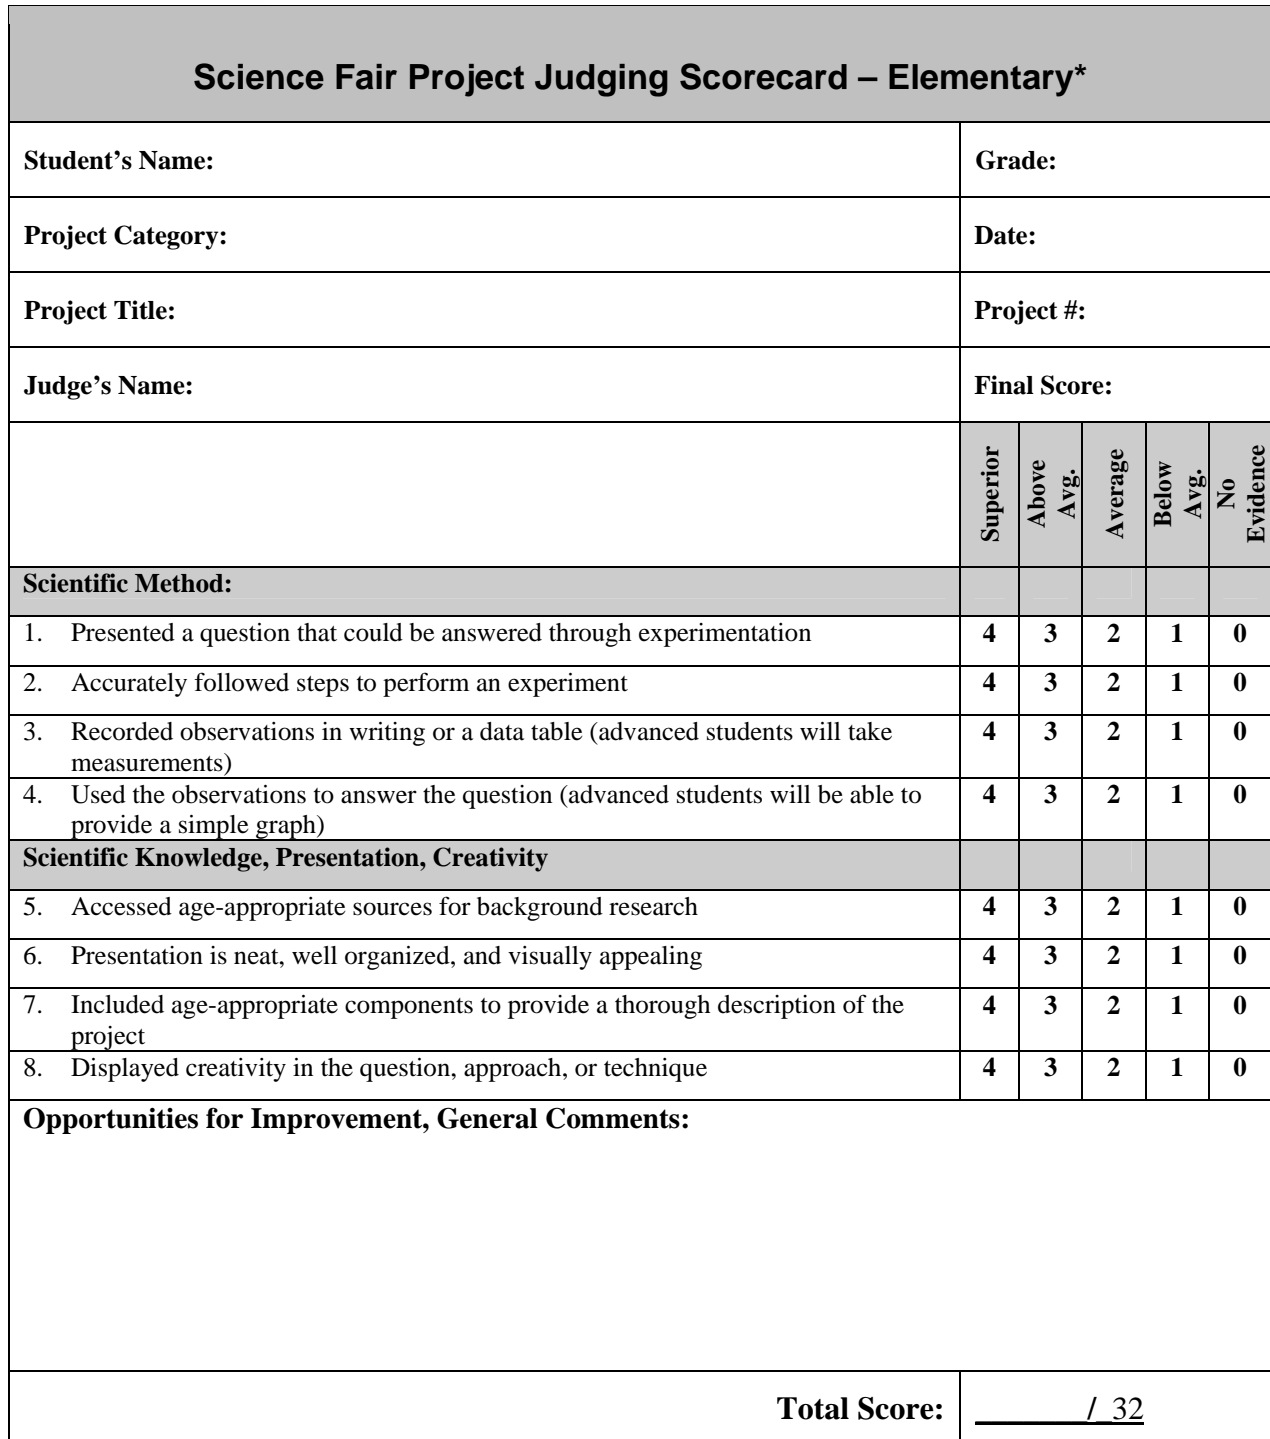 Science Fair Project Judging Scorecard – Elementary*
Student’s Name: Grade:
Project Category: Date:
Project Title: Project #:
Judge’s Name: Final Score:
Superior
Above
Avg.
Average
Below
Avg.
No
Evidence
Scientific Method:
1. Presented a question that could be answered through experimentation 4 3 2 1 0
2. Accurately followed steps to perform an experiment 4 3 2 1 0
3. Recorded observations in writing or a data table (advanced students will take 4 3 2 1 0
measurements)
4. Used the observations to answer the question (advanced students will be able to 4 3 2 1 0
provide a simple graph)
Scientific Knowledge, Presentation, Creativity
5. Accessed age-appropriate sources for background research 4 3 2 1 0
6. Presentation is neat, well organized, and visually appealing 4 3 2 1 0
7. Included age-appropriate components to provide a thorough description of the 4 3 2 1 0
project
8. Displayed creativity in the question, approach, or technique 4 3 2 1 0
Opportunities for Improvement, General Comments:
Total Score: _______/_32